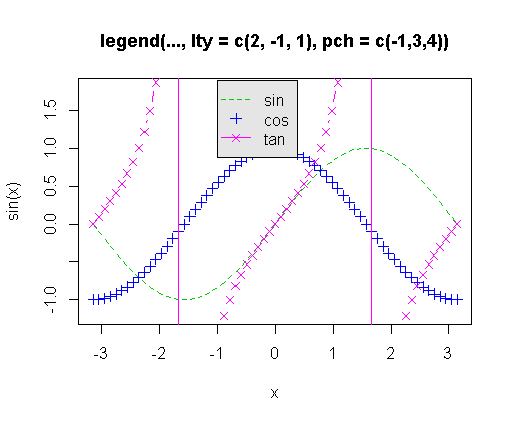 legend(..., lty = c(2, -1, 1), pch = c(-1,3,4))
sin
cos
tan
sin(x)
1.5
1.0
0.5
0.0
-1.0
-3
-2
-1
0
1
2
3
x